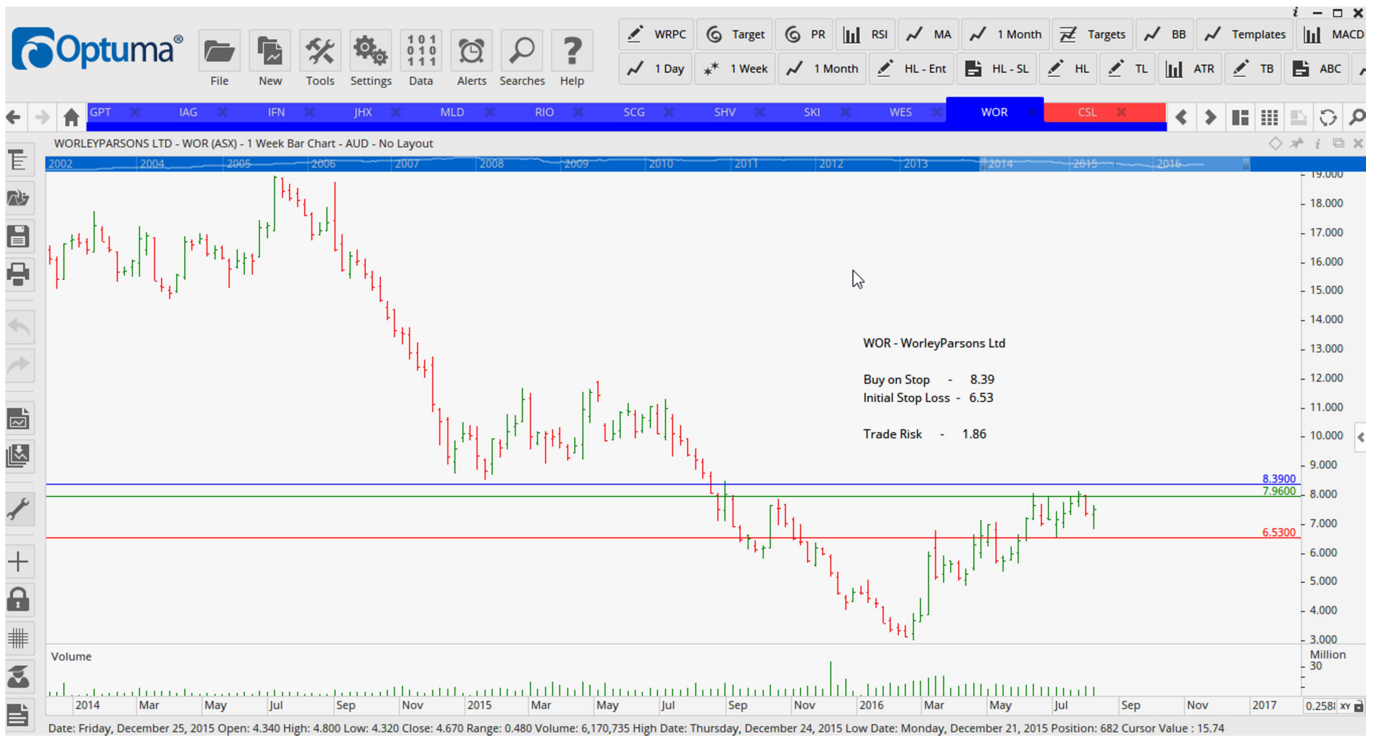 Optuma®
File
New
Tools
Settings
101
010
111
Data
Alerts
Searches
?
Help
WRPC
Target
PR
RSI
MA
1 Month
Targets
BB
Templates
MACD
1 Day
1 Week
1 Month
HL - Ent
HL - SL
HL
TL
ATR
TB
ABC
GPT
IAG
IFN
JHX
MLD
RIO
SCG
SHV
SKI
WES
WOR
CSL
WORLEYPARSONS LTD - WOR (ASX) - 1 Week Bar Chart - AUD - No Layout
2002 2004 2005 2006 2007 2008 2009 2010 2011 2012 2013 2014 2015 2016
19.000
18.000
17.000
16.000
15.000
14.000
13.000
WOR - WorleyParsons Ltd
12.000
Buy on Stop - 8.39
Initial Stop Loss - 6.53
11.000
Trade Risk - 1.86
10.000
9.000
8.3900
7.9600
8.000
7.000
6.5300
6.000
5.000
4.000
3.000
Volume
Million
30
2014 Mar May Jul Sep Nov 2015 Mar May Jul Sep Nov 2016 Mar May Jul Sep Nov 2017
XY
Date: Friday, December 25, 2015 Open: 4.340 High: 4.800 Low: 4.320 Close: 4.670 Range: 0.480 Volume: 6,170,735 High Date: Thursday, December 24, 2015 Low Date: Monday, December 21, 2015 Position: 682 Cursor Value : 15.74